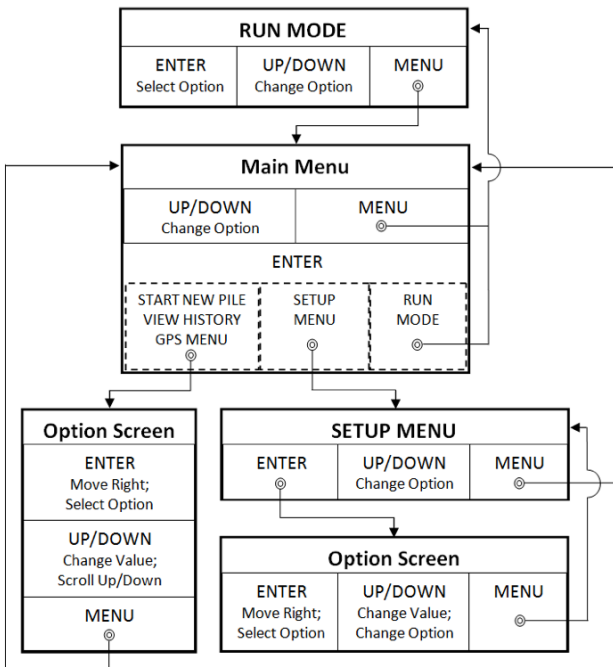 RUN MODE
ENTER
Select Option
UP/DOWN
Change Option
MENU
Main Menu
UP/DOWN
Change Option
MENU
ENTER
START NEW PILE
VIEW HISTORY
GPS MENU
SETUP
MENU
RUN
MODE
Option Screen
ENTER
Move Right;
Select Option
UP/DOWN
Change Value;
Scroll Up/Down
MENU
SETUP MENU
ENTER
UP/DOWN
Change Option
MENU
Option Screen
ENTER
Move Right;
Select Option
UP/DOWN
Change Value;
Change Option
MENU